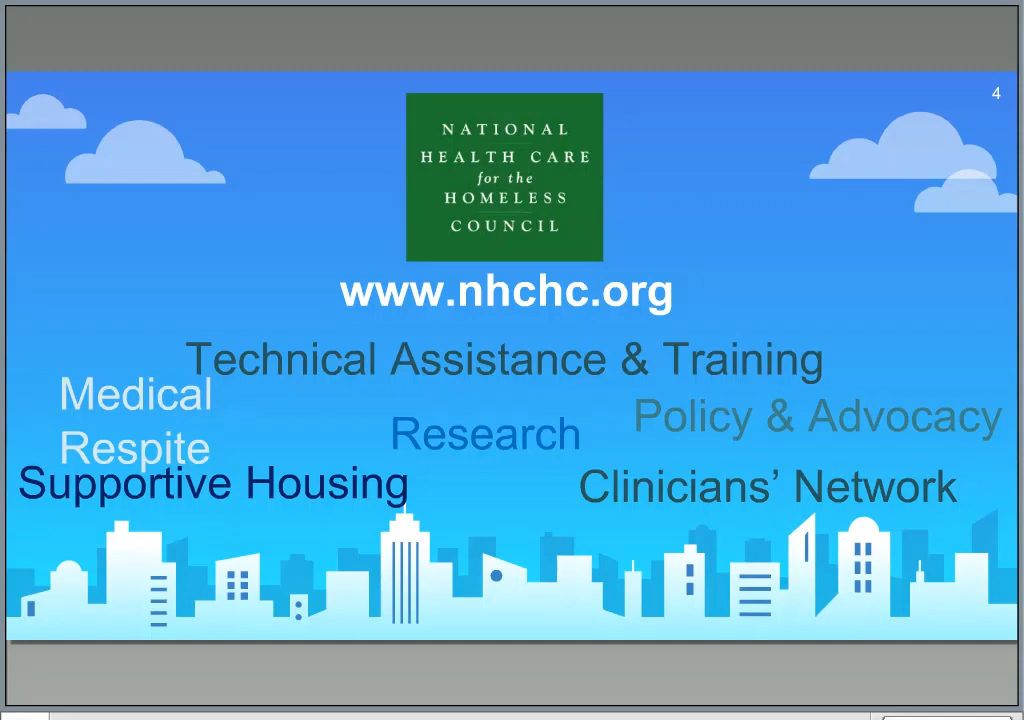 4
NATIONAL
HEALTH CARE
for the
HOMELESS
COUNCIL
www.nhchc.org
Technical Assistance & Training
Medical
Respite
Research
Policy & Advocacy
Supportive Housing
Clinicians’ Network